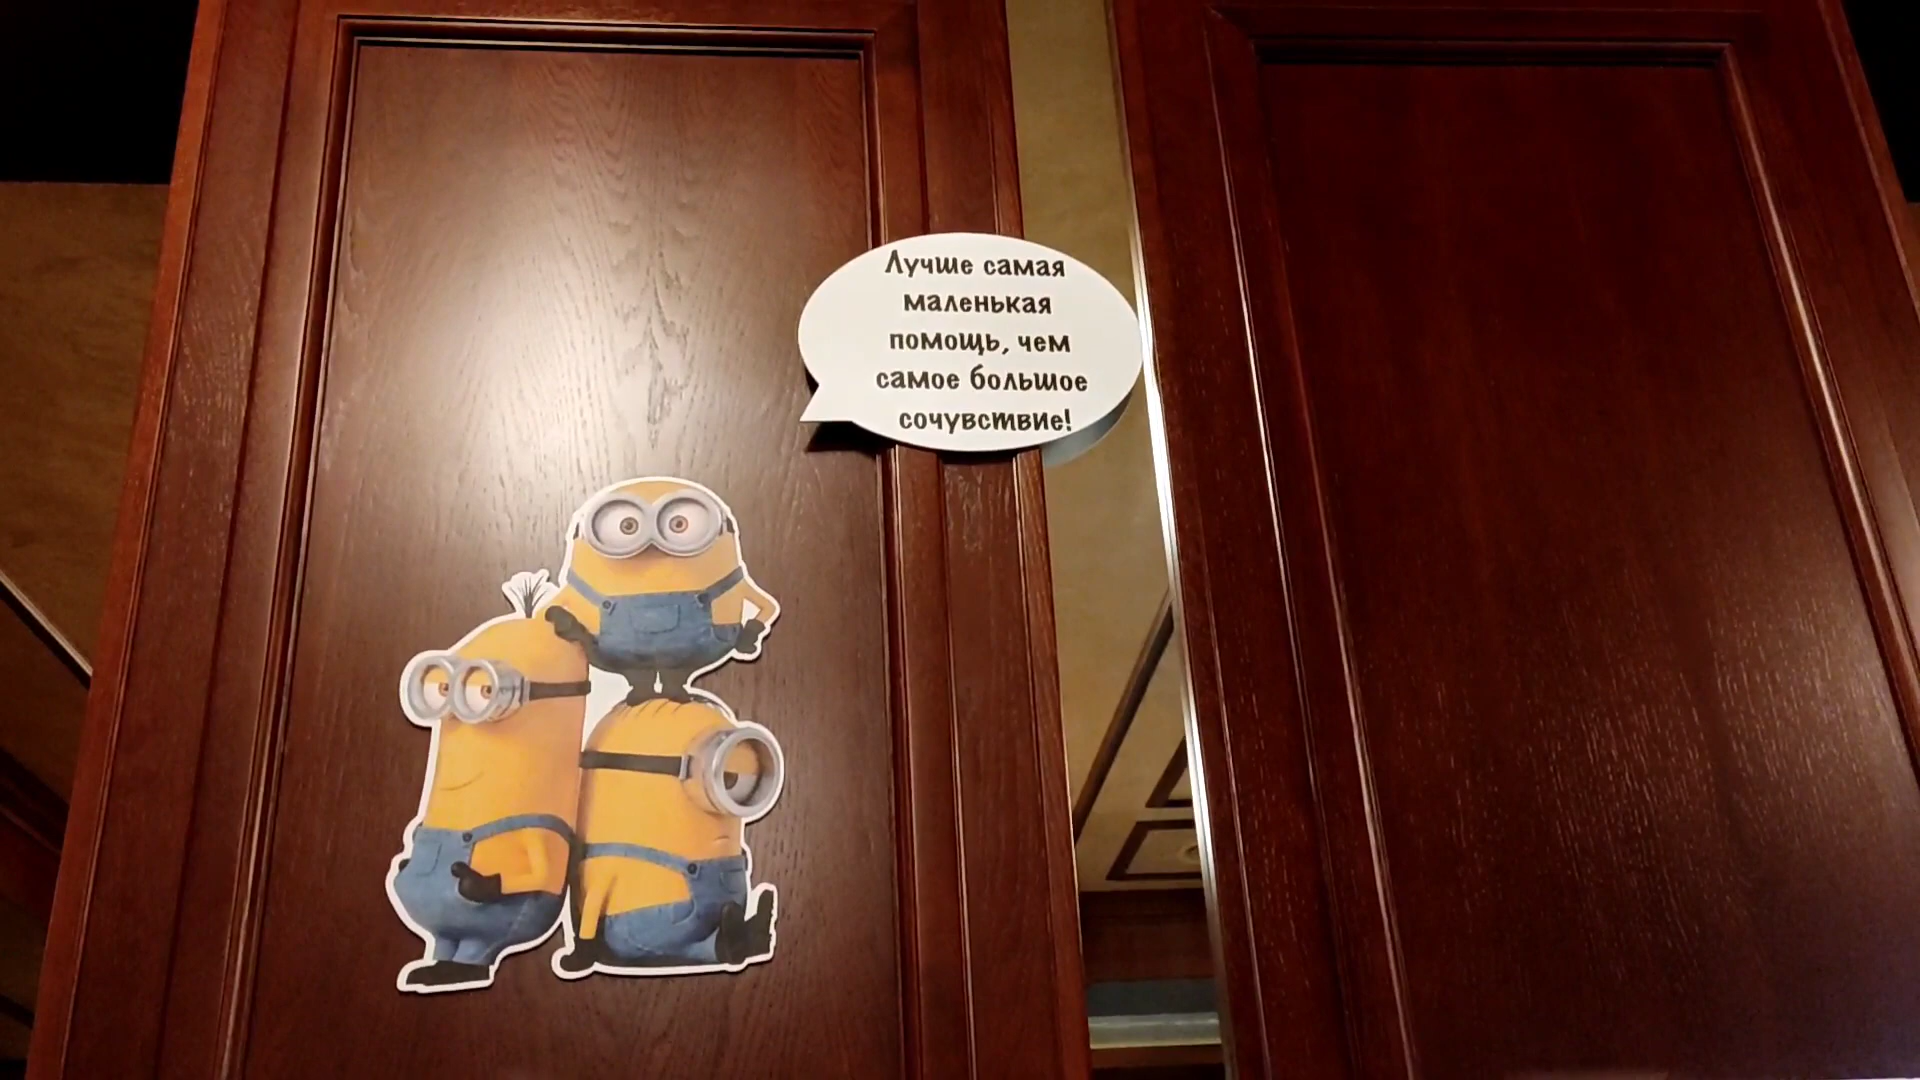 Лучше самая
маленькая
помощь, чем
самое большое
сочувствие!